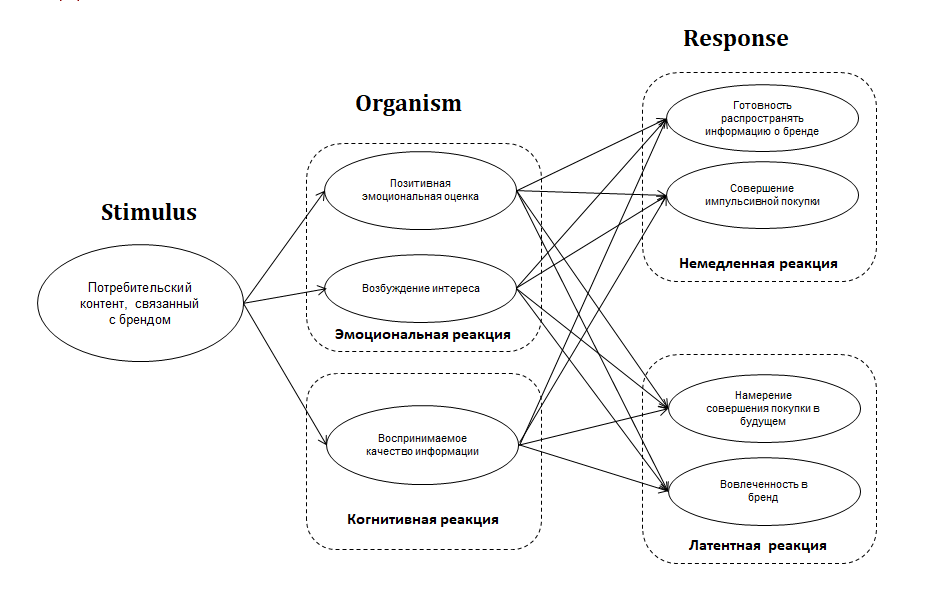 Stimulus
Потребительский
контент, связанный
с брендом
Organism
Позитивная
эмоциональная оценка
Возбуждение интереса
Эмоциональная реакция
Воспринимаемое
качество информации
Когнитивная реакция
Response
Готовность
распространять
информацию о бренде
Совершение
импульсивной покупки
Немедленная реакция
Намерение
совершения покупки в
будущем
Вовлеченность в
бренд
Латентная реакция